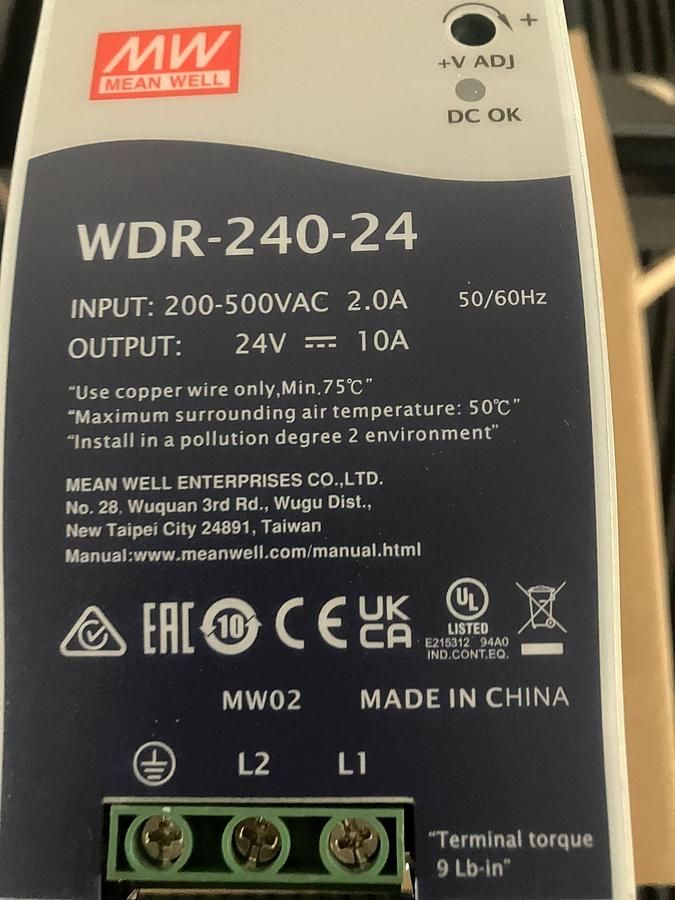 MW
MEAN WELL
+
+V ADJ
DC OK
WDR-240-24
INPUT: 200-500VAC 2.0A 50/60Hz
OUTPUT: 24V ⎓ 10A
“Use copper wire only,Min.75℃”
“Maximum surrounding air temperature: 50℃”
“Install in a pollution degree 2 environment”
MEAN WELL ENTERPRISES CO.,LTD.
No. 28, Wuquan 3rd Rd., Wugu Dist.,
New Taipei City 24891, Taiwan
Manual:www.meanwell.com/manual.html
EAC 10 CE UK
CA
UL
LISTED
E215312 94A0
IND.CONT.EQ.
MW02 MADE IN CHINA
L2 L1
“Terminal torque
9 Lb-in”